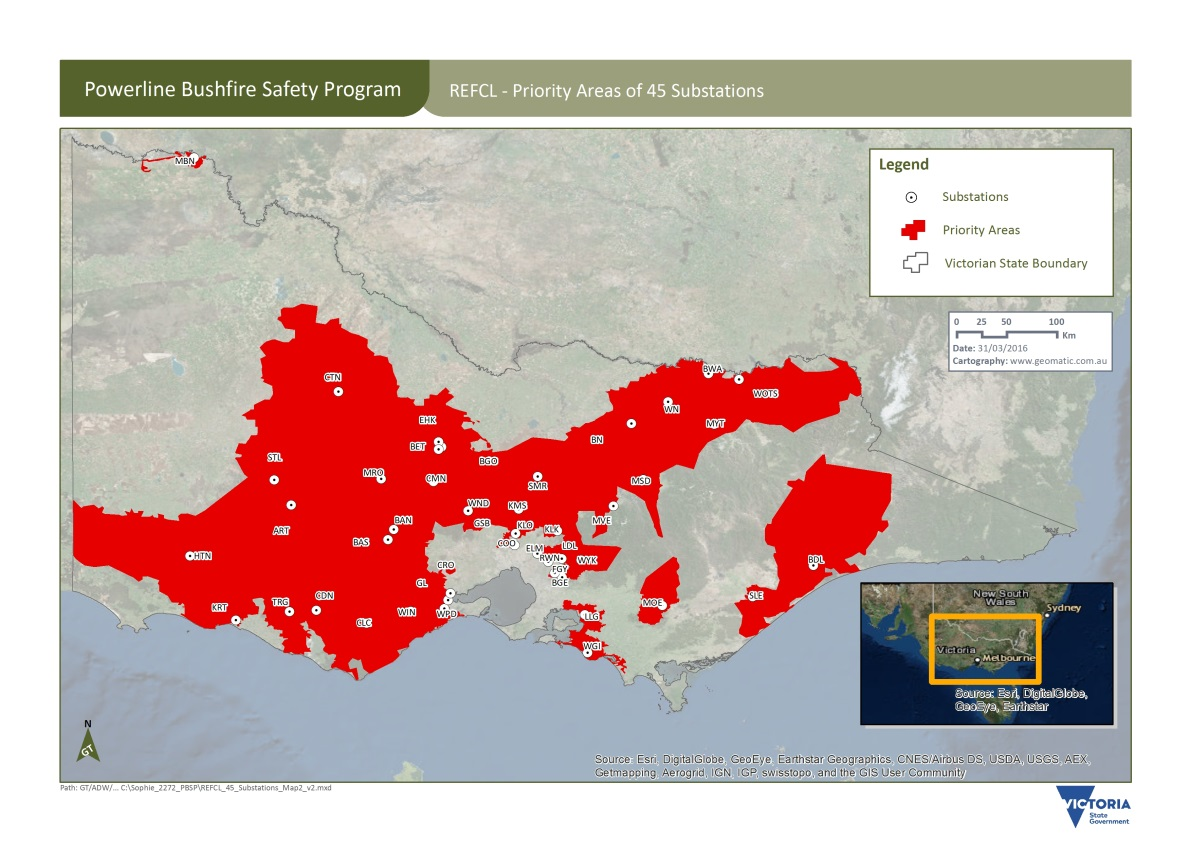 Powerline Bushfire Safety Program
REFCL - Priority Areas of 45 Substations
MBN
Legend
Substations
Priority Areas
Victorian State Boundary
0 25 50 100
Km
Date: 31/03/2016
Cartography: www.geomatic.com.au
CTN
BWA
WOTS
WN
EHK
MYT
BET
BN
STL
BGO
MRO
CMN
SMR
MSD
WND
KMS
ART
BAN
GSB
KLO
KLK
MVE
BAS
COO
ELM
LDL
HTN
RWN
WYK
CRO
FGY
BDL
GL
BGE
KRT
TRG
CDN
WIN
WPD
MOE
SLE
CLC
LLG
WGI
New South
Wales
Sydney
Victoria
Melbourne
Source: Esri, DigitalGlobe,
GeoEye, Earthstar
N
GT
Source: Esri, DigitalGlobe, GeoEye, Earthstar Geographics, CNES/Airbus DS, USDA, USGS, AEX,
Getmapping, Aerogrid, IGN, IGP, swisstopo, and the GIS User Community
Path: GT/ADW/... C:\Sophie_2272_PBSP\REFCL_45_Substations_Map2_v2.mxd
VICTORIA
State
Government